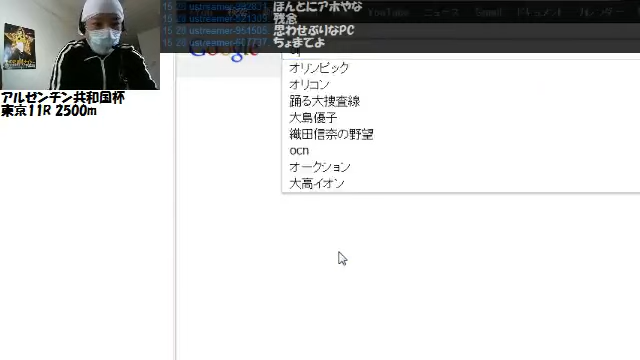 ほんとにアホやな
残念
思わせぶりなPC
ちょまてよ
YouTube ニュース Gmail ドキュメント カレンダー
Google
オリンピック
オリコン
踊る大捜査線
大島優子
織田信奈の野望
ocn
オークション
大高イオン
アルゼンチン共和国杯
東京11R 2500m